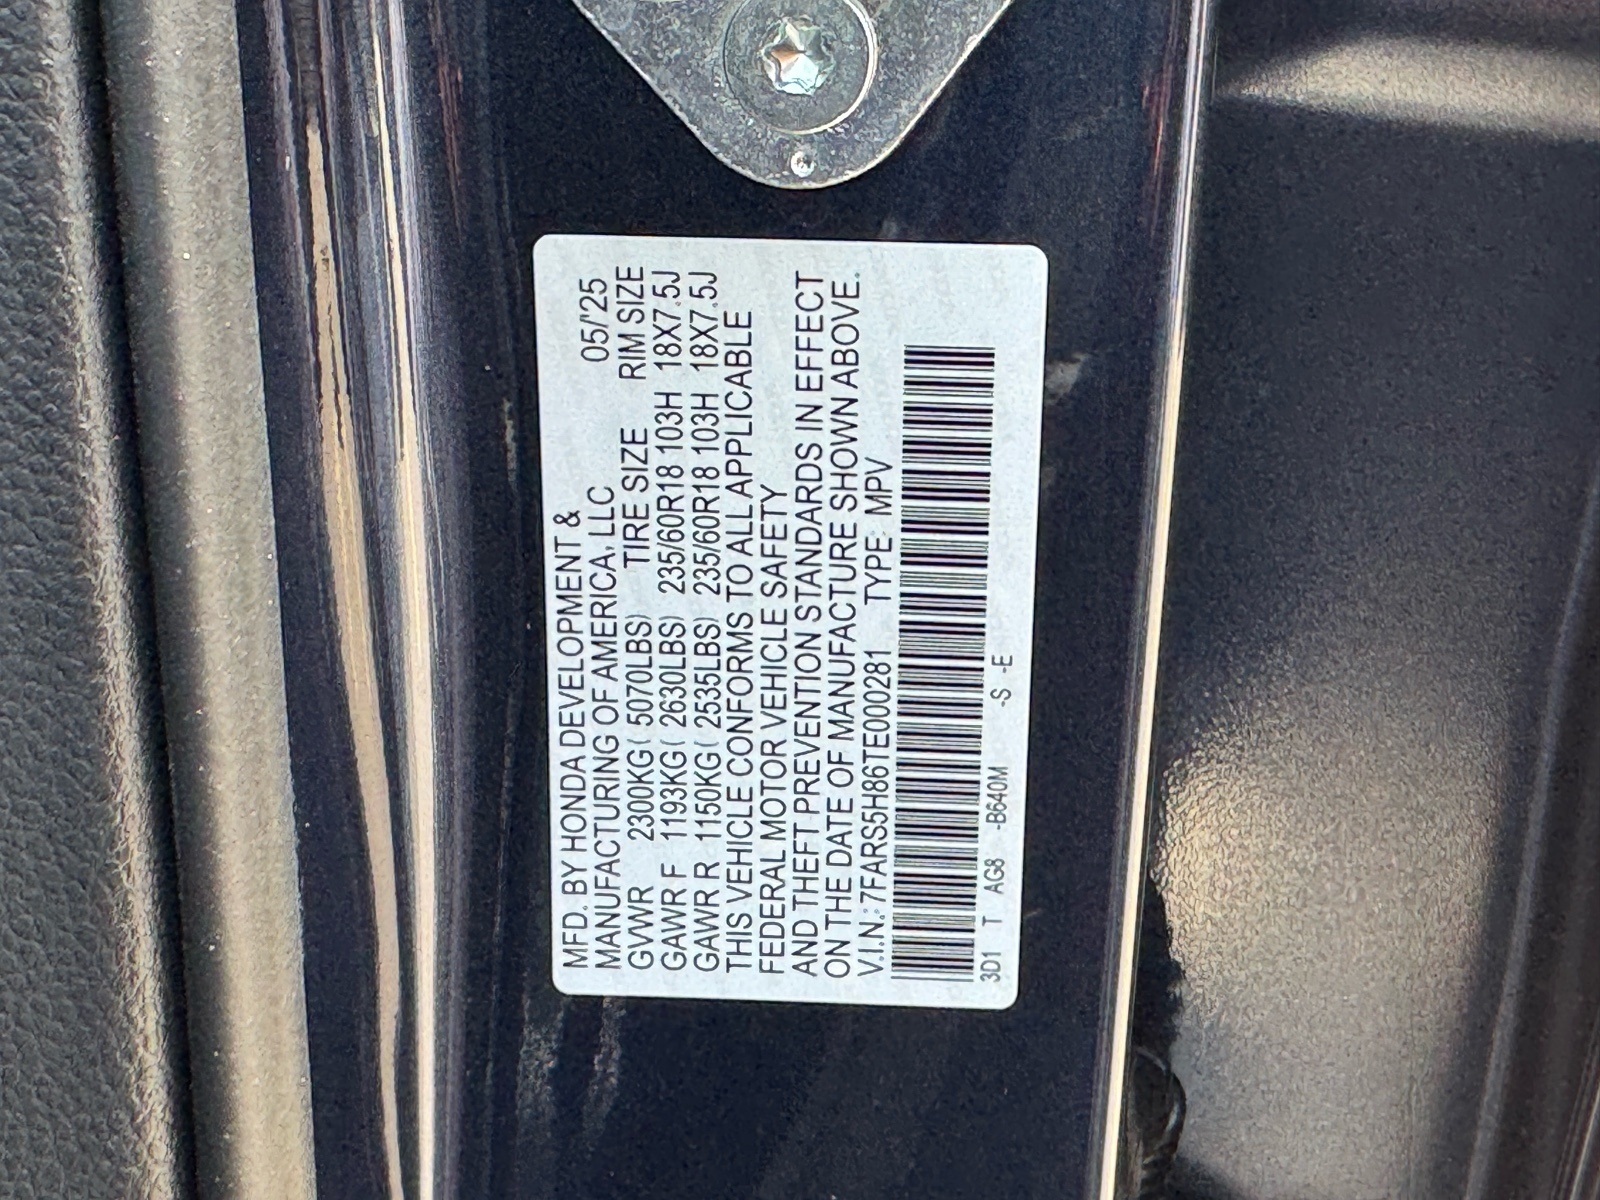 MFD. BY HONDA DEVELOPMENT &
MANUFACTURING OF AMERICA, LLC 05/'25
GVWR 2300KG( 5070LBS) TIRE SIZE RIM SIZE
GAWR F 1193KG( 2630LBS) 235/60R18 103H 18X7.5J
GAWR R 1150KG( 2535LBS) 235/60R18 103H 18X7.5J
THIS VEHICLE CONFORMS TO ALL APPLICABLE
FEDERAL MOTOR VEHICLE SAFETY
AND THEFT PREVENTION STANDARDS IN EFFECT
ON THE DATE OF MANUFACTURE SHOWN ABOVE.
V.I.N.: 7FARS5H86TE000281 TYPE: MPV
3D1 T AG8 -B640M -S -E